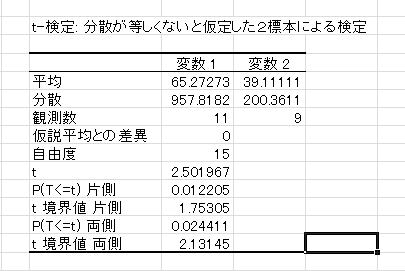 t-検定: 分散が等しくないと仮定した2標本による検定
変数 1 変数 2
平均 65.27273 39.11111
分散 957.8182 200.3611
観測数 11 9
仮説平均との差異 0
自由度 15
t 2.501967
P(T<=t) 片側 0.012205
t 境界値 片側 1.75305
P(T<=t) 両側 0.024411
t 境界値 両側 2.13145